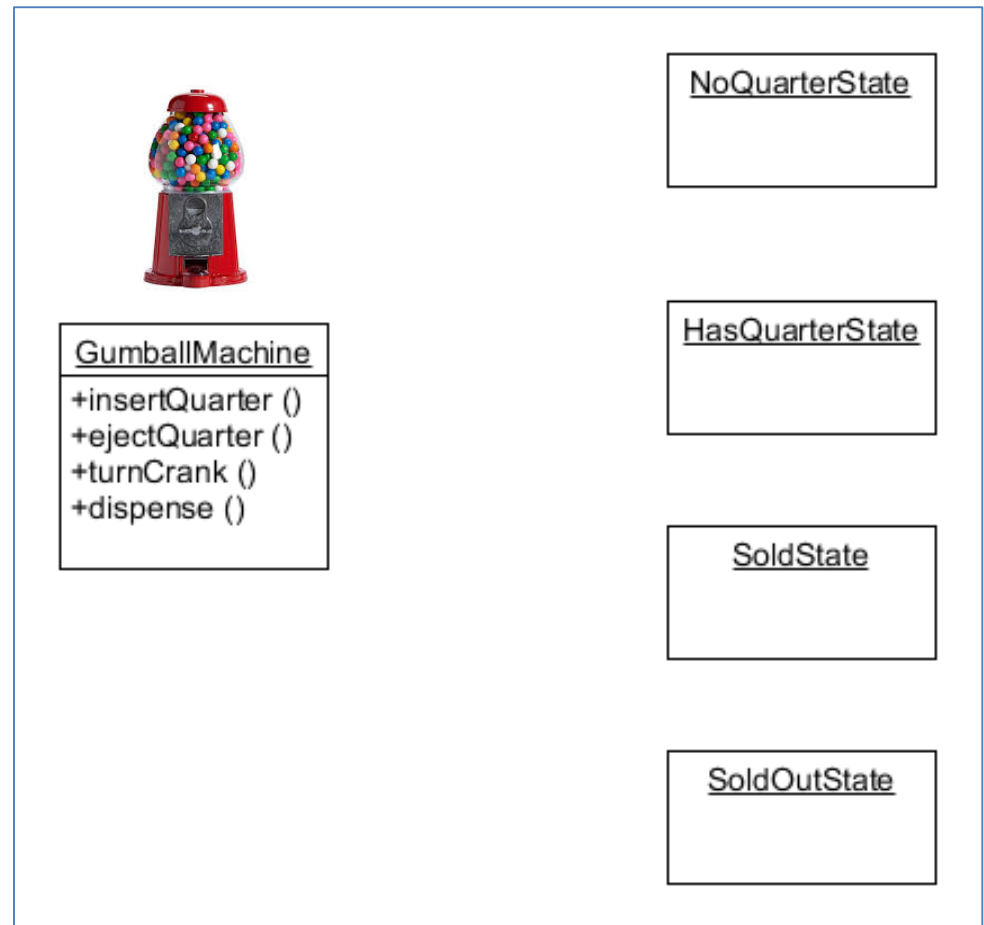 NoQuarterState
HasQuarterState
GumballMachine
+insertQuarter ()
+ejectQuarter ()
+turnCrank ()
+dispense ()
SoldState
SoldOutState